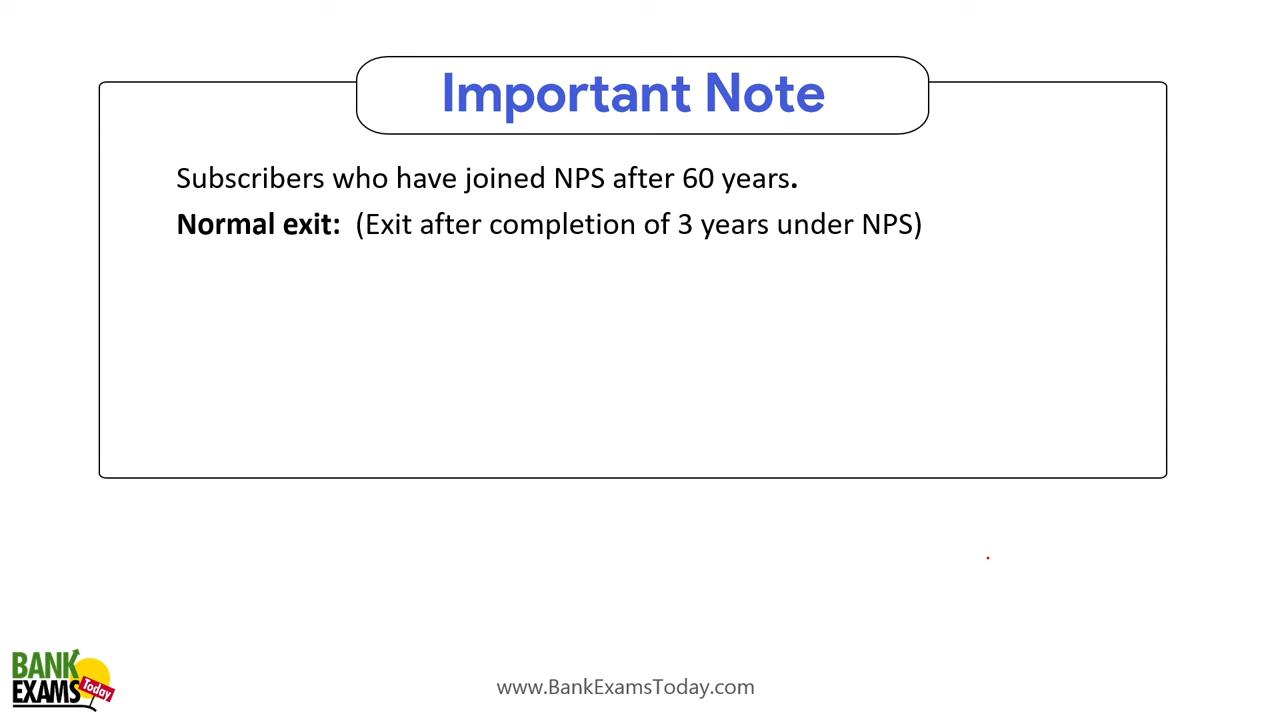 Important Note
Subscribers who have joined NPS after 60 years.
Normal exit: (Exit after completion of 3 years under NPS)
BANK
EXAMS
Today
www.BankExamsToday.com